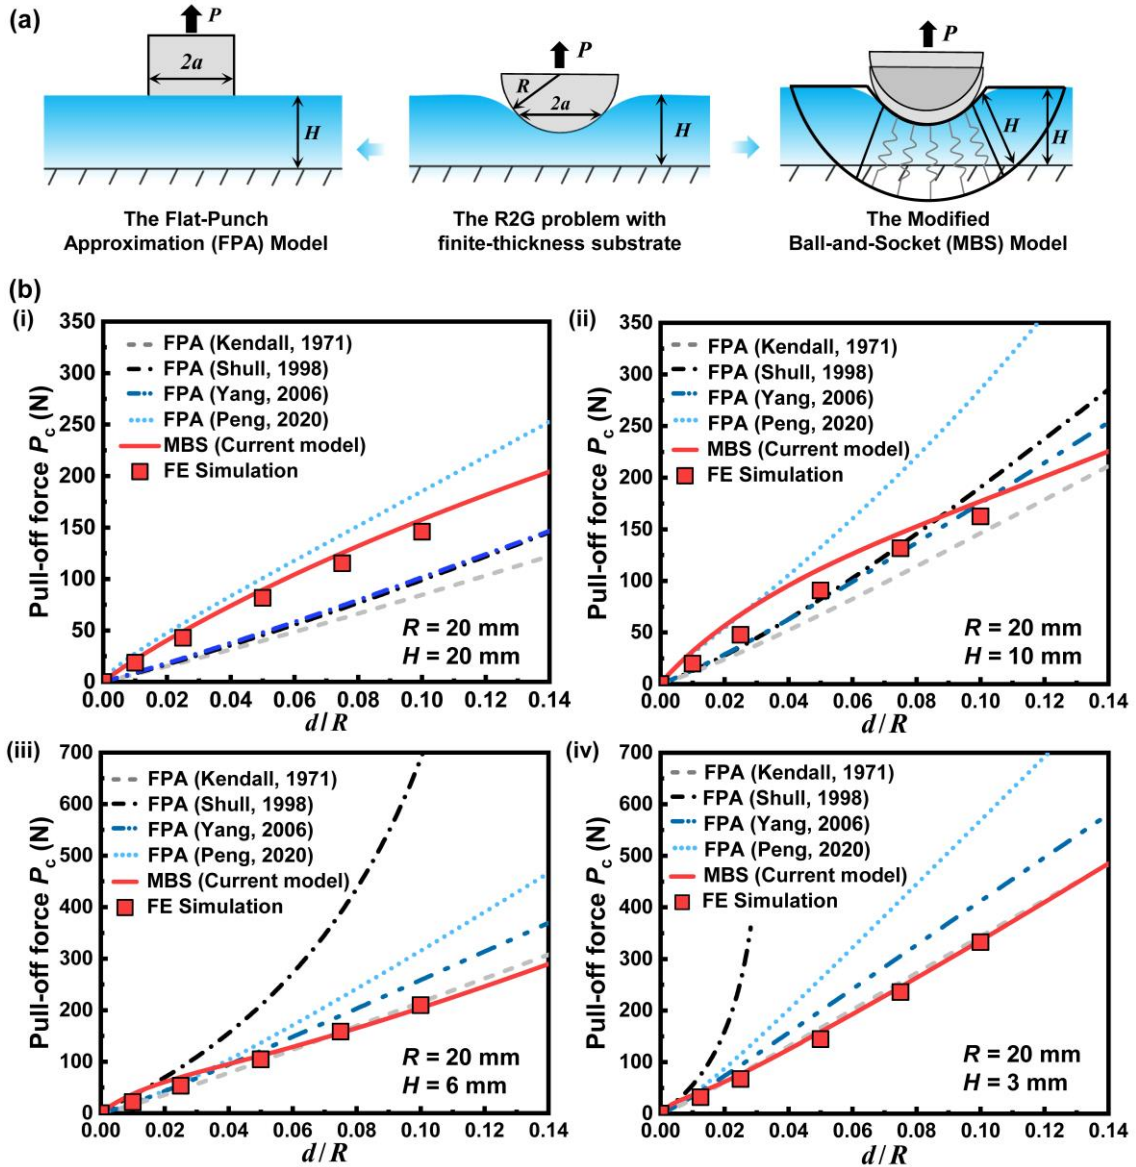 (a)
P
2a
H
The Flat-Punch
Approximation (FPA) Model
P
R
2a
H
The R2G problem with
finite-thickness substrate
P
H
H
The Modified
Ball-and-Socket (MBS) Model
(b)
(i)
350
300
250
200
150
100
50
0
Pull-off force Pc (N)
FPA (Kendall, 1971)
FPA (Shull, 1998)
FPA (Yang, 2006)
FPA (Peng, 2020)
MBS (Current model)
FE Simulation
R = 20 mm
H = 20 mm
0.00 0.02 0.04 0.06 0.08 0.10 0.12 0.14
d/R
(ii)
350
300
250
200
150
100
50
0
Pull-off force Pc (N)
FPA (Kendall, 1971)
FPA (Shull, 1998)
FPA (Yang, 2006)
FPA (Peng, 2020)
MBS (Current model)
FE Simulation
R = 20 mm
H = 10 mm
0.00 0.02 0.04 0.06 0.08 0.10 0.12 0.14
d/R
(iii)
700
600
500
400
300
200
100
0
Pull-off force Pc (N)
FPA (Kendall, 1971)
FPA (Shull, 1998)
FPA (Yang, 2006)
FPA (Peng, 2020)
MBS (Current model)
FE Simulation
R = 20 mm
H = 6 mm
0.00 0.02 0.04 0.06 0.08 0.10 0.12 0.14
d/R
(iv)
700
600
500
400
300
200
100
0
Pull-off force Pc (N)
FPA (Kendall, 1971)
FPA (Shull, 1998)
FPA (Yang, 2006)
FPA (Peng, 2020)
MBS (Current model)
FE Simulation
R = 20 mm
H = 3 mm
0.00 0.02 0.04 0.06 0.08 0.10 0.12 0.14
d/R